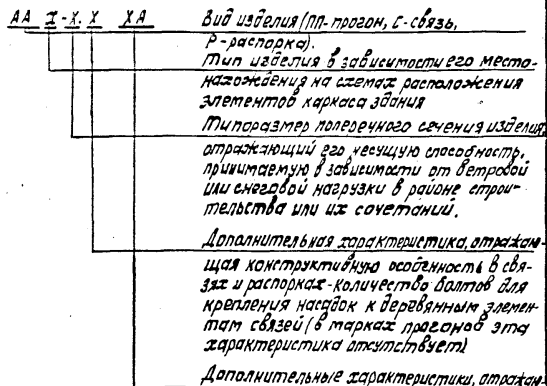 АА X-X. X XА
Вид изделия (ПП-прогон, С-связь,
Р-распорка).
Тип изделия в зависимости его место-
нахождения на схемах расположения
элементов каркаса здания
Типоразмер поперечного сечения изделия,
отражающий его несущую способность,
принимаемую в зависимости от ветровой
или снеговой нагрузки в районе строи-
тельства или их сочетаний.
Дополнительная характеристика, отражаю-
щая конструктивную особенность в свя-
зях и распорках-количество болтов для
крепления насадок к деревянным элемен-
там связей (в марках прогонов эта
характеристика отсутствует)
Дополнительные характеристики, отражаю